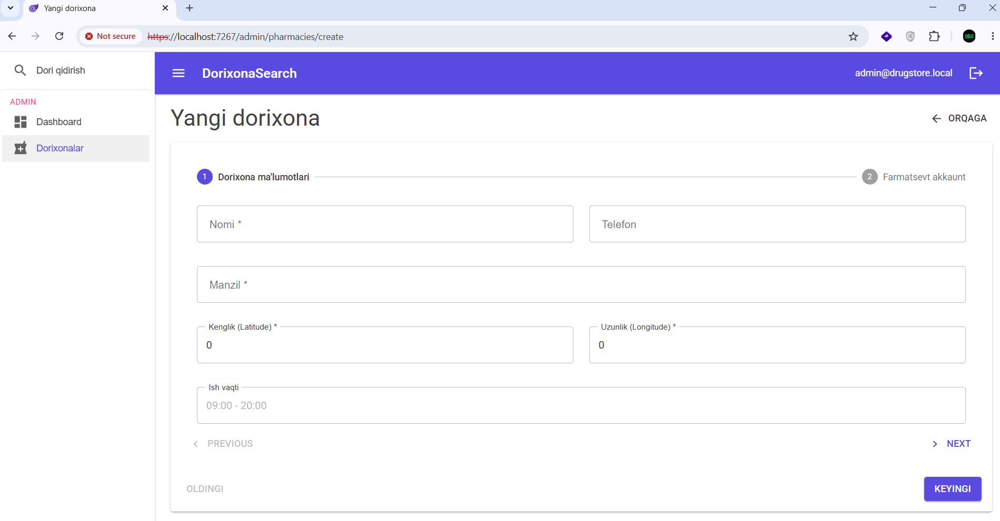 Yangi dorixona
Not secure
https://localhost:7267/admin/pharmacies/create
Dori qidirish
ADMIN
Dashboard
Dorixonalar
DorixonaSearch
admin@drugstore.local
Yangi dorixona
ORQAGA
1 Dorixona ma'lumotlari
2 Farmatsevt akkaunt
Nomi *
Telefon
Manzil *
Kenglik (Latitude) *
0
Uzunlik (Longitude) *
0
Ish vaqti
09:00 - 20:00
PREVIOUS
NEXT
OLDINGI
KEYINGI